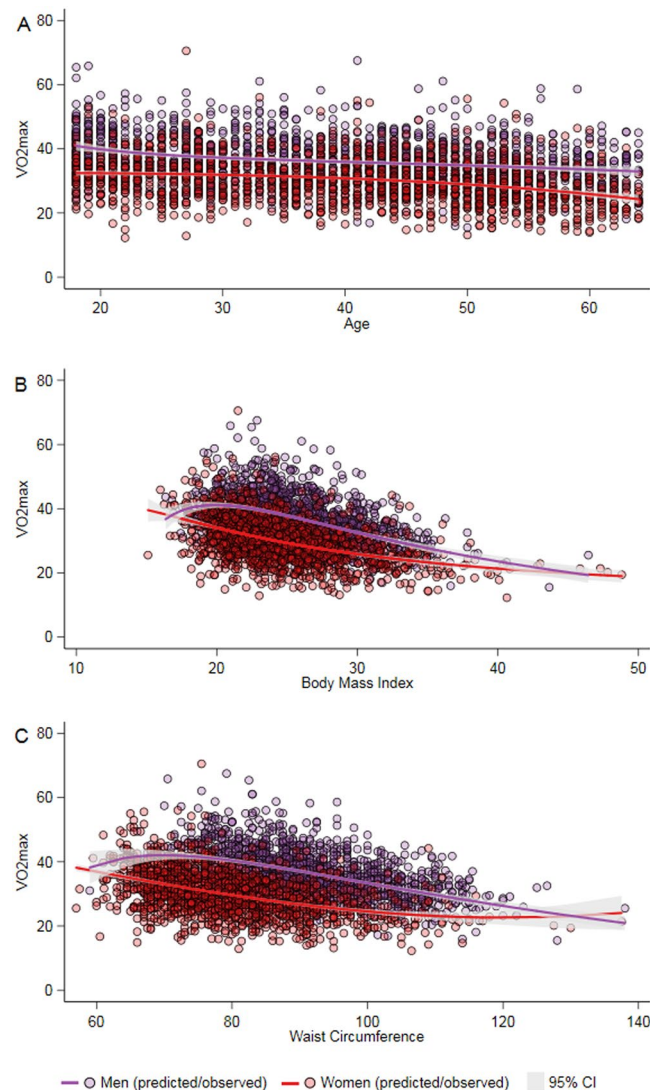 A
80
60
40
20
0
VO2max
20 30 40 50 60
Age
B
80
60
40
20
0
VO2max
10 20 30 40 50
Body Mass Index
C
80
60
40
20
0
VO2max
60 80 100 120 140
Waist Circumference
Men (predicted/observed) Women (predicted/observed) 95% CI